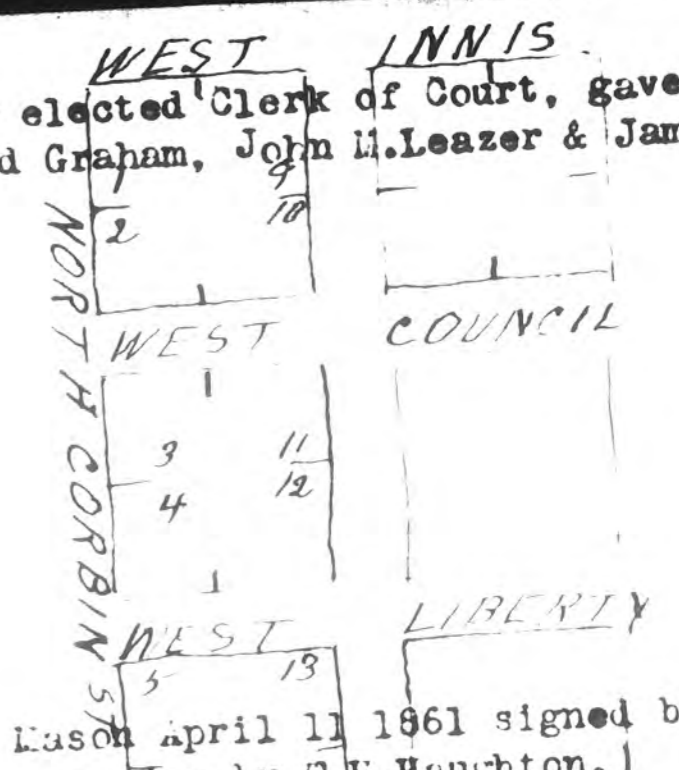 WEST INNIS
elected Clerk of Court, gave
d Graham, John M.Leazer & Jam
1 9
2 10
NORTH CORBIN ST
WEST COUNCIL
3 11
4 12
WEST LIBERTY
5 13
Mason April 11 1861 signed b
Houghton.